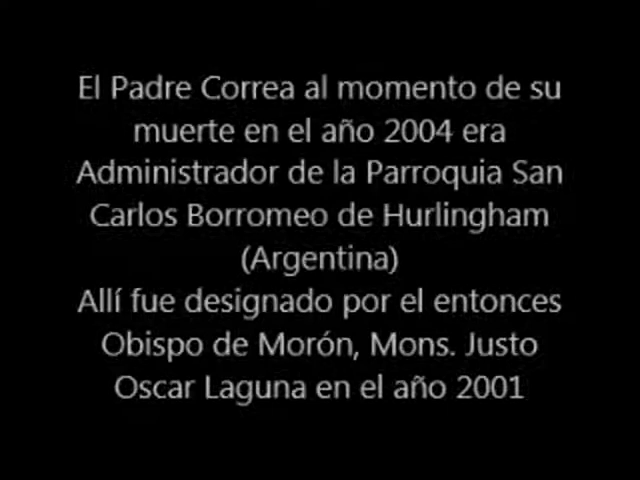 El Padre Correa al momento de su
muerte en el año 2004 era
Administrador de la Parroquia San
Carlos Borromeo de Hurlingham
(Argentina)
Allí fue designado por el entonces
Obispo de Morón, Mons. Justo
Oscar Laguna en el año 2001